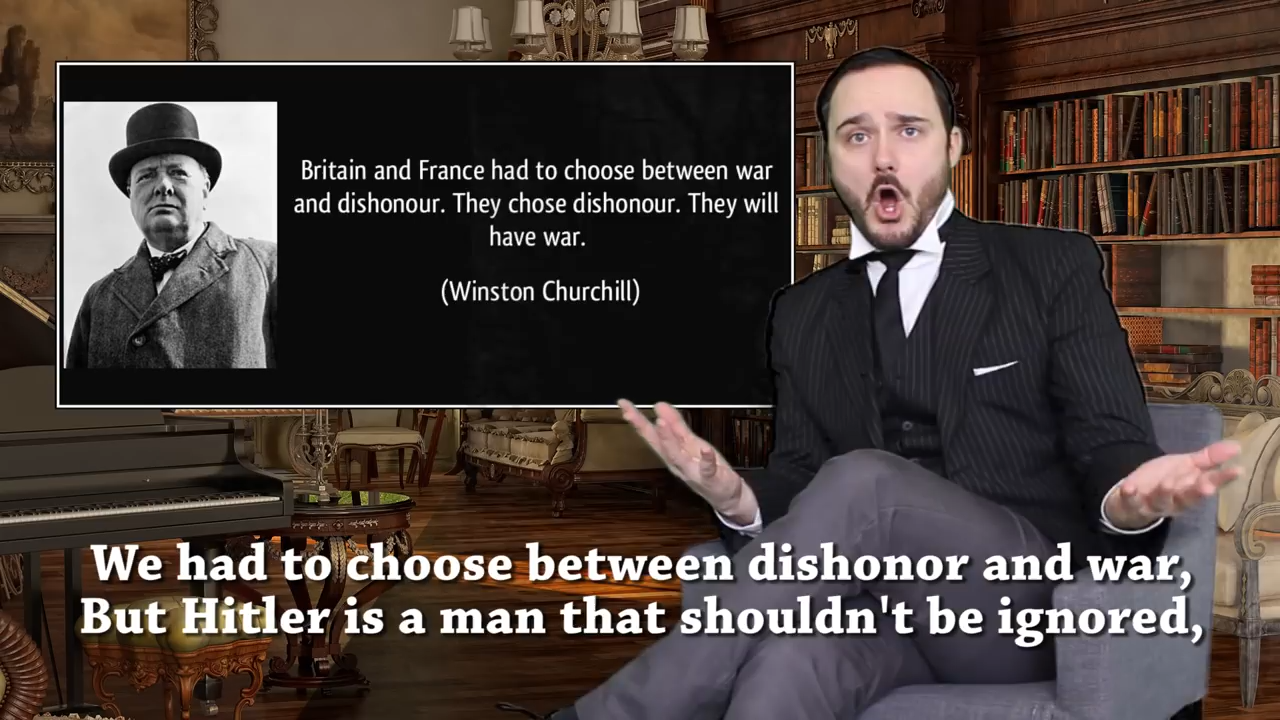 Britain and France had to choose between war
and dishonour. They chose dishonour. They will
have war.
(Winston Churchill)
We had to choose between dishonor and war,
But Hitler is a man that shouldn't be ignored,